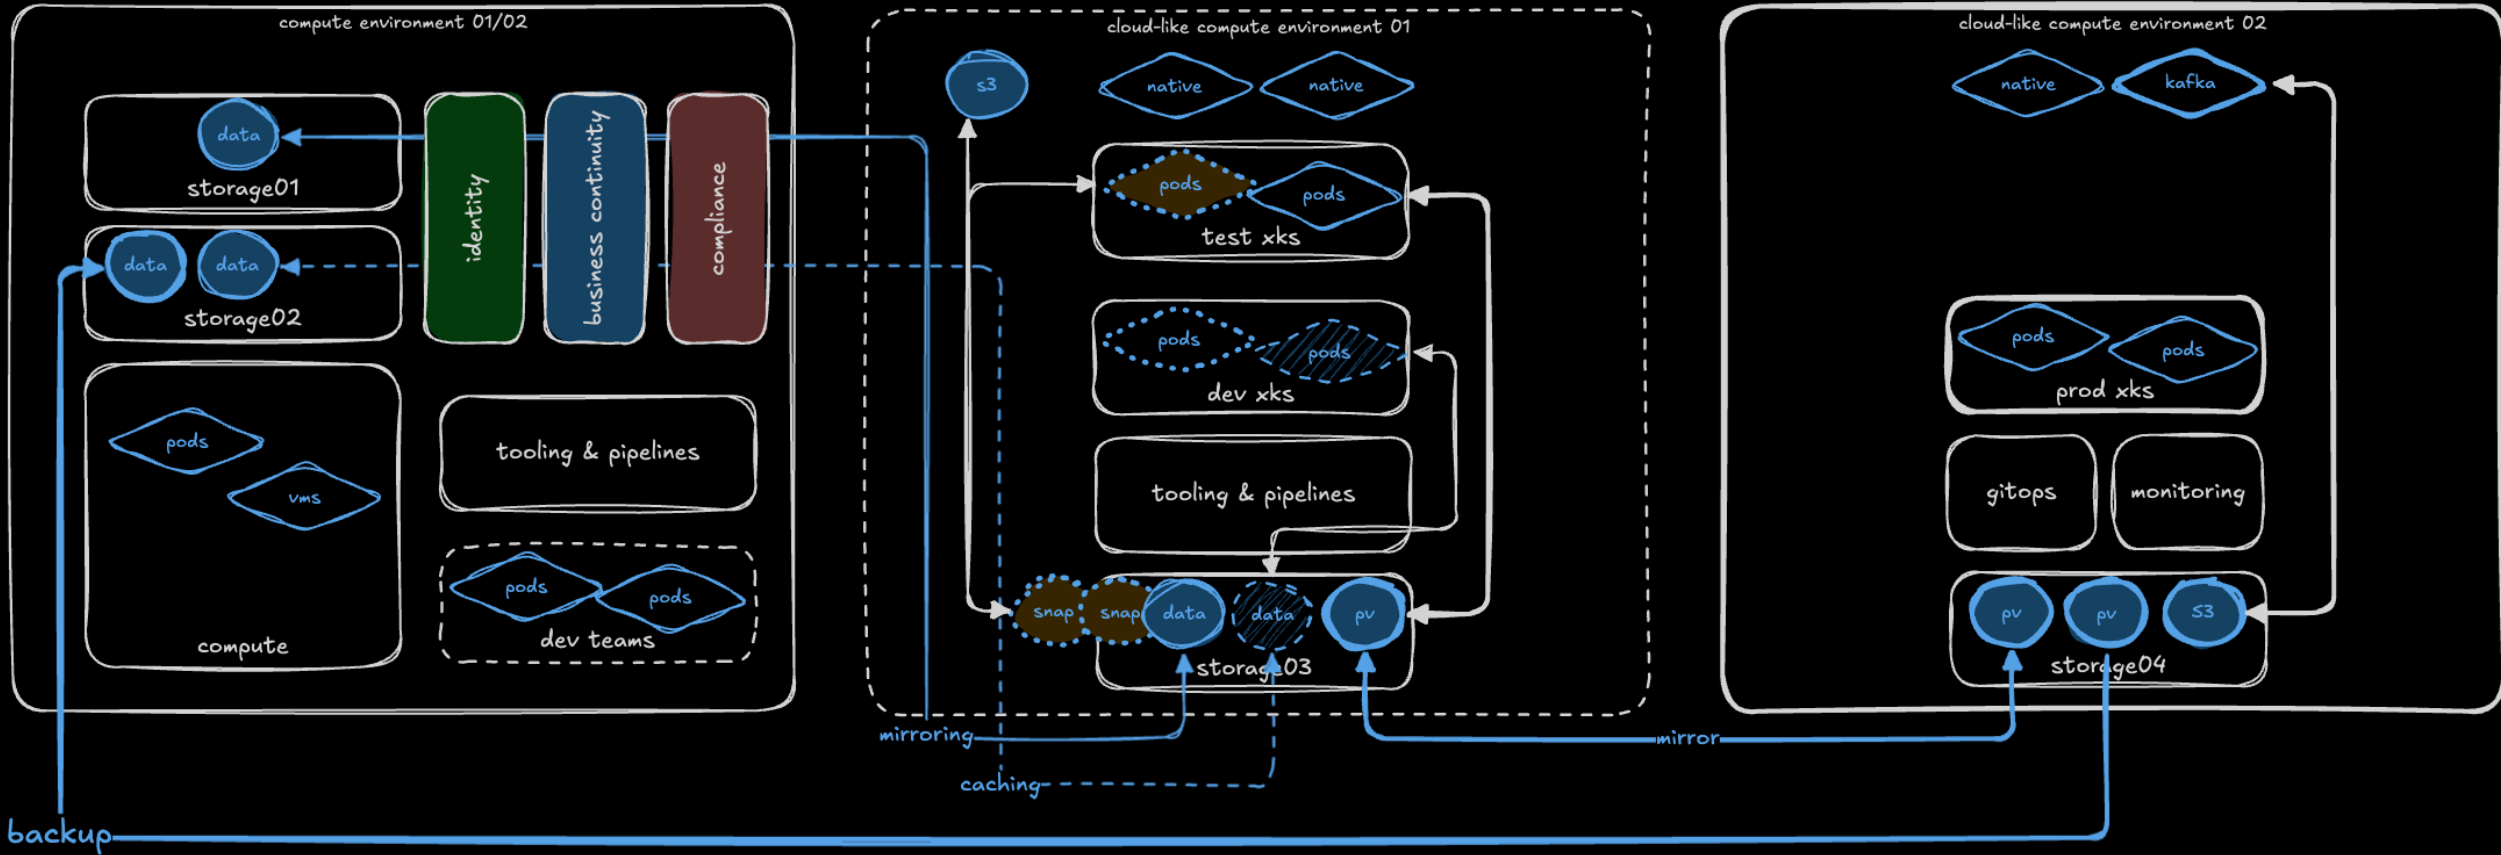 compute environment 01/02
data
storage01
data
data
storage02
identity
business continuity
compliance
pods
vms
compute
tooling & pipelines
pods
pods
dev teams
cloud-like compute environment 01
s3
native
native
pods
pods
test xks
pods
pods
dev xks
tooling & pipelines
snap
snap
data
data
pv
storage03
cloud-like compute environment 02
native
kafka
pods
pods
prod xks
gitops
monitoring
pv
pv
S3
storage04
mirroring
mirror
caching
backup